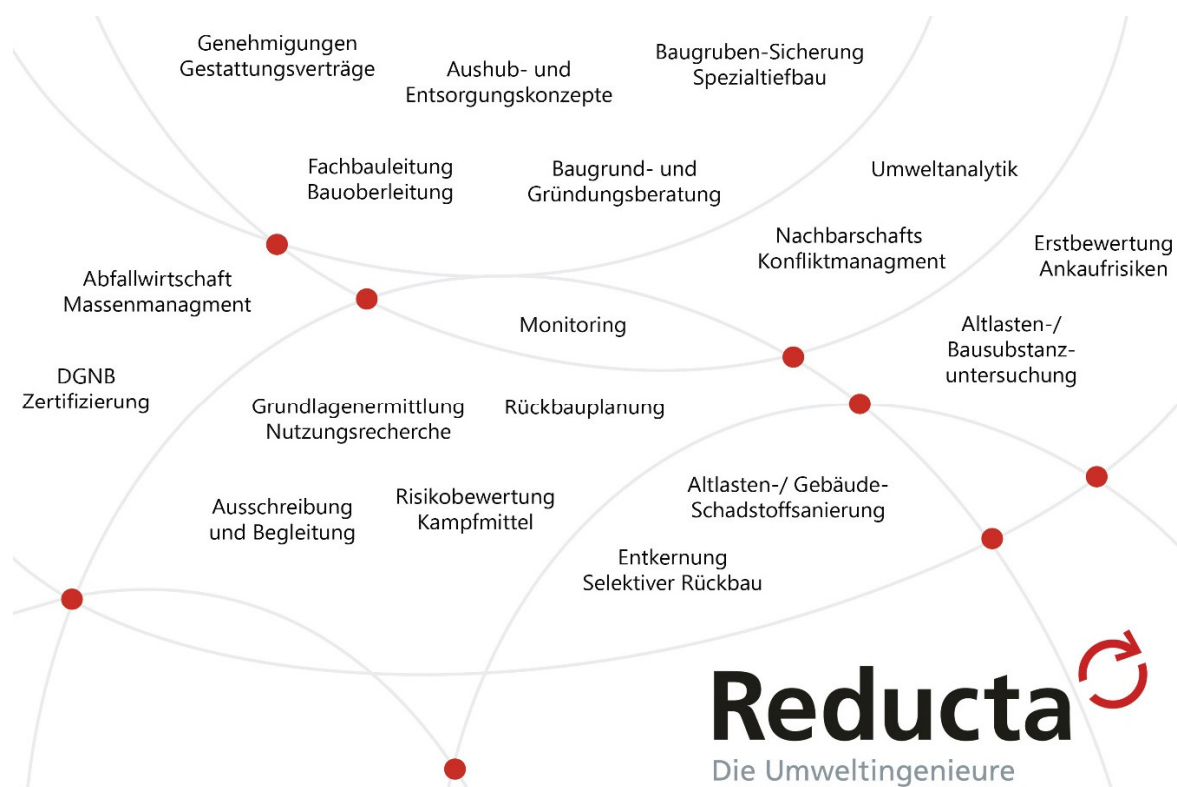 Genehmigungen
Gestattungsverträge
Aushub- und
Entsorgungskonzepte
Baugruben-Sicherung
Spezialtiefbau
Fachbauleitung
Bauoberleitung
Baugrund- und
Gründungsberatung
Umweltanalytik
Nachbarschafts
Konfliktmanagment
Erstbewertung
Ankaufrisiken
Abfallwirtschaft
Massenmanagment
Monitoring
Altlasten-/
Bausubstanz-
untersuchung
DGNB
Zertifizierung
Grundlagenermittlung
Nutzungsrecherche
Rückbauplanung
Ausschreibung
und Begleitung
Risikobewertung
Kampfmittel
Altlasten-/ Gebäude-
Schadstoffsanierung
Entkernung
Selektiver Rückbau
Reducta
Die Umweltingenieure